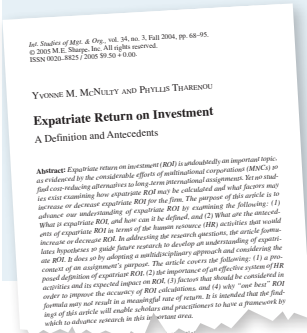 Int. Studies of Mgt. & Org., vol. 34, no. 3, Fall 2004, pp. 68–95.
© 2005 M.E. Sharpe, Inc. All rights reserved.
ISSN 0020–8825 / 2005 $9.50 + 0.00.
YVONNE M. MCNULTY AND PHYLLIS THARENOU
Expatriate Return on Investment
A Definition and Antecedents
Abstract: Expatriate return on investment (ROI) is undoubtedly an important topic,
as evidenced by the considerable efforts of multinational corporations (MNCs) to
find cost-reducing alternatives to long-term international assignments. Yet no stud-
ies exist examining how expatriate ROI may be calculated and what factors may
increase or decrease expatriate ROI for the firm. The purpose of this article is to
advance our understanding of expatriate ROI by examining the following: (1)
What is expatriate ROI, and how can it be defined, and (2) What are the anteced-
ents of expatriate ROI in terms of the human resource (HR) activities that would
increase or decrease ROI. In addressing the research questions, the article formu-
lates hypotheses to guide future research to develop an understanding of expatri-
ate ROI. It does so by adopting a multidisciplinary approach and considering the
context of an assignment's purpose. The article covers the following: (1) a pro-
posed definition of expatriate ROI, (2) the importance of an effective system of HR
activities and its expected impact on ROI, (3) factors that should be considered in
order to improve the accuracy of ROI calculations, and (4) why "one best" ROI
formula may not result in a meaningful rate of return. It is intended that the find-
ings of this article will enable scholars and practitioners to have a framework by
which to advance research in this important area.